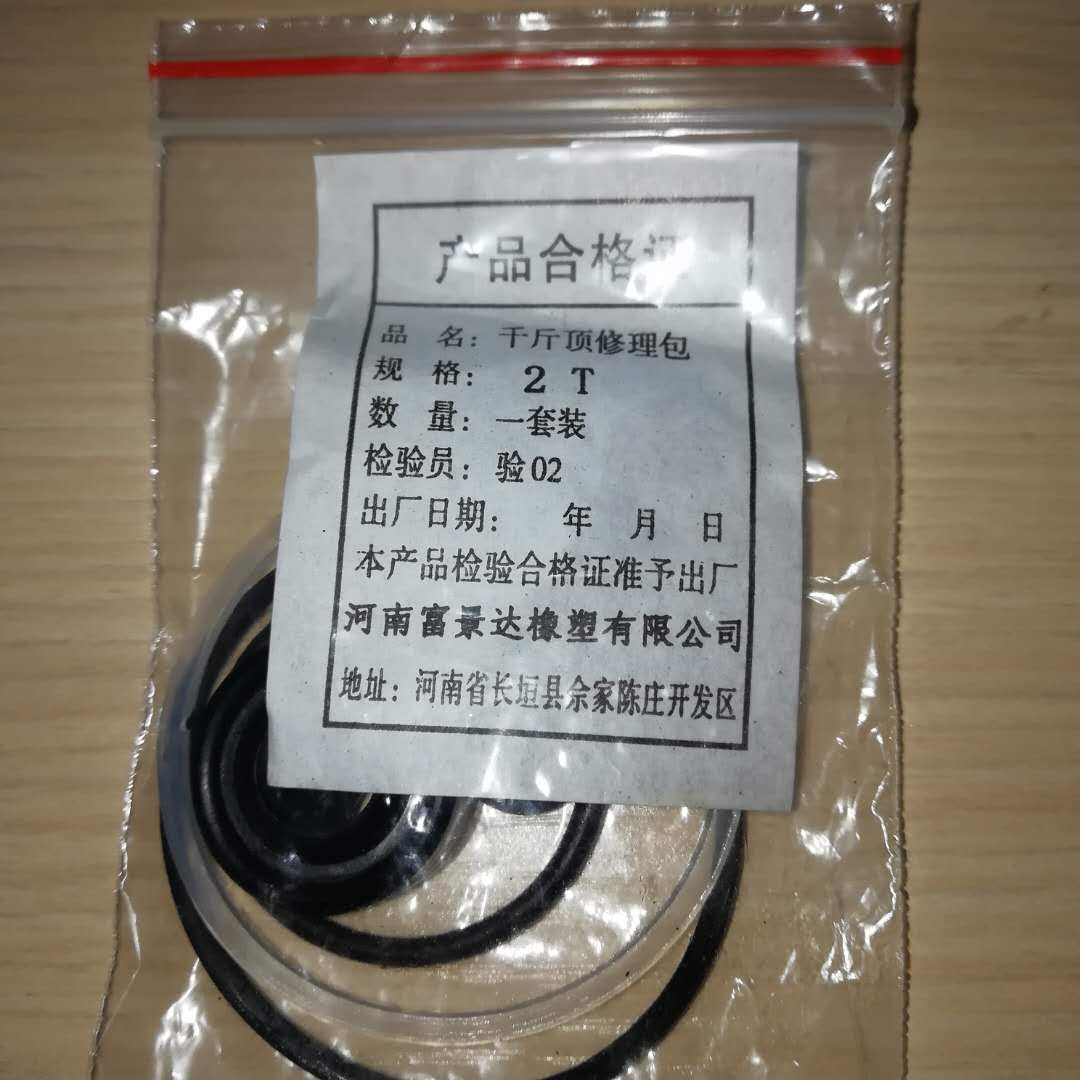 产品合格证
品 名：千斤顶修理包
规 格： 2 T
数 量：一套装
检验员：验02
出厂日期： 年 月 日
本产品检验合格证准予出厂
河南富景达橡塑有限公司
地址：河南省长垣县佘家陈庄开发区